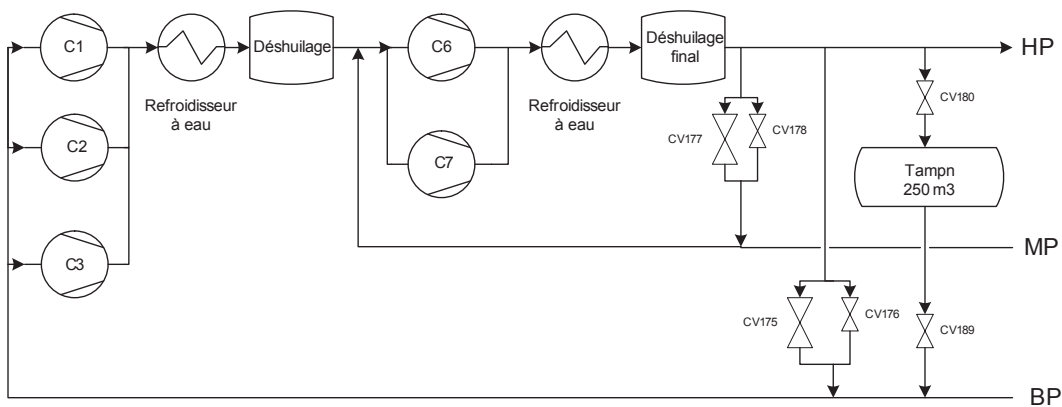 C1
Déshuilage
C6
Déshuilage
final
HP
Refroidisseur
à eau
Refroidisseur
à eau
CV180
CV177
CV178
C2
C7
Tampn
250 m3
C3
MP
CV175
CV176
CV189
BP